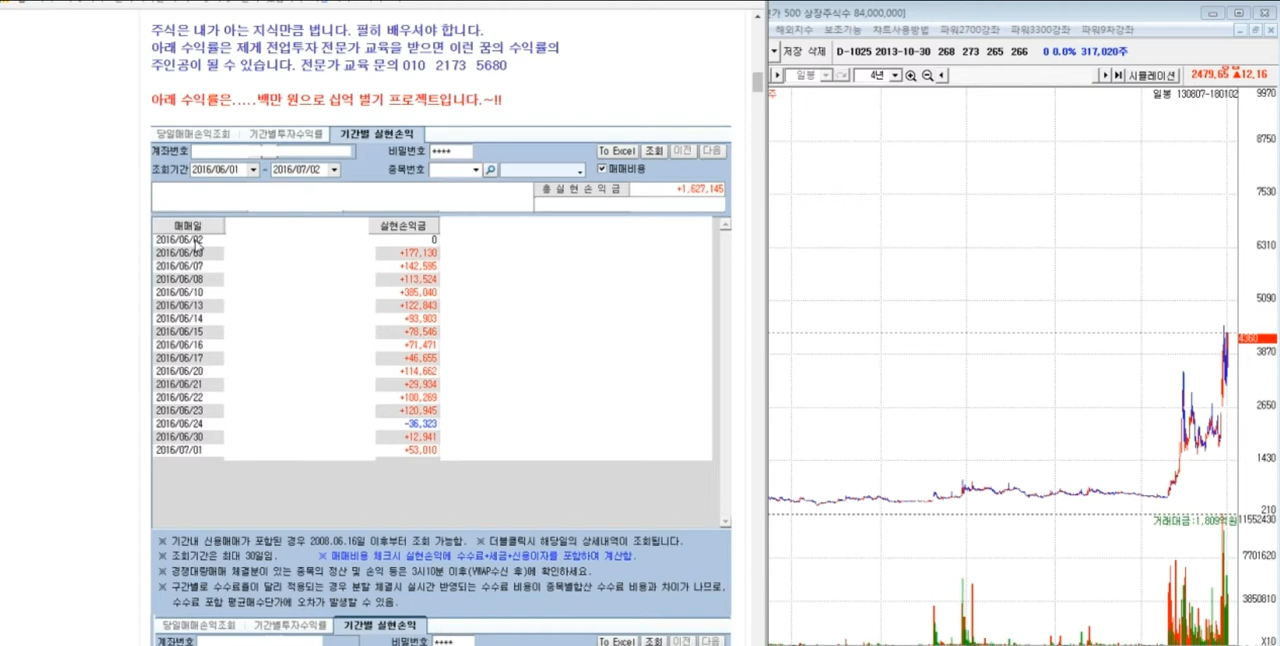 주식은 내가 아는 지식만큼 법니다. 필히 배우셔야 합니다.
아래 수익률은 제게 전업투자 전문가 교육을 받으면 이런 꿈의 수익률의
주인공이 될 수 있습니다. 전문가 교육 문의 010 2173 5680
아래 수익률은.....백만 원으로 십억 벌기 프로젝트입니다.~!!
당일매매손익조회 기간별투자수익률 기간별 실현손익
계좌번호 비밀번호 **** To Excel 조회 이전 다음
조회기간 2016/06/01 - 2016/07/02 종목번호 매매비용
총 실 현 손 익 금 +1,627,145
매매일 실현손익금
2016/06/02 0
2016/06/03 +177,130
2016/06/07 +142,595
2016/06/08 +113,524
2016/06/10 +385,040
2016/06/13 +122,843
2016/06/14 +93,903
2016/06/15 +78,546
2016/06/16 +71,471
2016/06/17 +46,655
2016/06/20 +114,662
2016/06/21 +29,934
2016/06/22 +100,269
2016/06/23 +120,945
2016/06/24 -36,323
2016/06/30 +12,941
2016/07/01 +53,010
※ 기간내 신용매매가 포함된 경우 2008.06.16일 이후부터 조회 가능함. ※ 더블클릭시 해당일의 상세내역이 조회됩니다.
※ 조회기간은 최대 30일임. ※ 매매비용 체크시 실현손익에 수수료+세금+신용이자를 포함하여 계산함.
※ 경쟁대량매매 체결분이 있는 종목의 정산 및 손익 등은 3시10분 이후(VWAP수신 후)에 확인하세요.
※ 구간별로 수수료율이 달리 적용되는 경우 분할 체결시 실시간 반영되는 수수료 비용이 종목별합산 수수료 비용과 차이가 나므로,
수수료 포함 평균매수단가에 오차가 발생할 수 있음.
당일매매손익조회 기간별투자수익률 기간별 실현손익
계좌번호 비밀번호 **** To Excel 조회 이전 다음
500 상장주식수 84,000,000]
해외지수 보조기능 챠트사용방법 파워2700강좌 파워3300강좌 파워9차강좌
저장 삭제 D-1025 2013-10-30 268 273 265 266 0 0.0% 317,020주
일봉 4년 시뮬레이션 2479.65 ▲12.16
주 일봉 130807-180102
9970
8750
7530
6310
5090
4360
3870
2650
1430
210
거래대금:1,809억원 11552430
7701620
3850810
X10